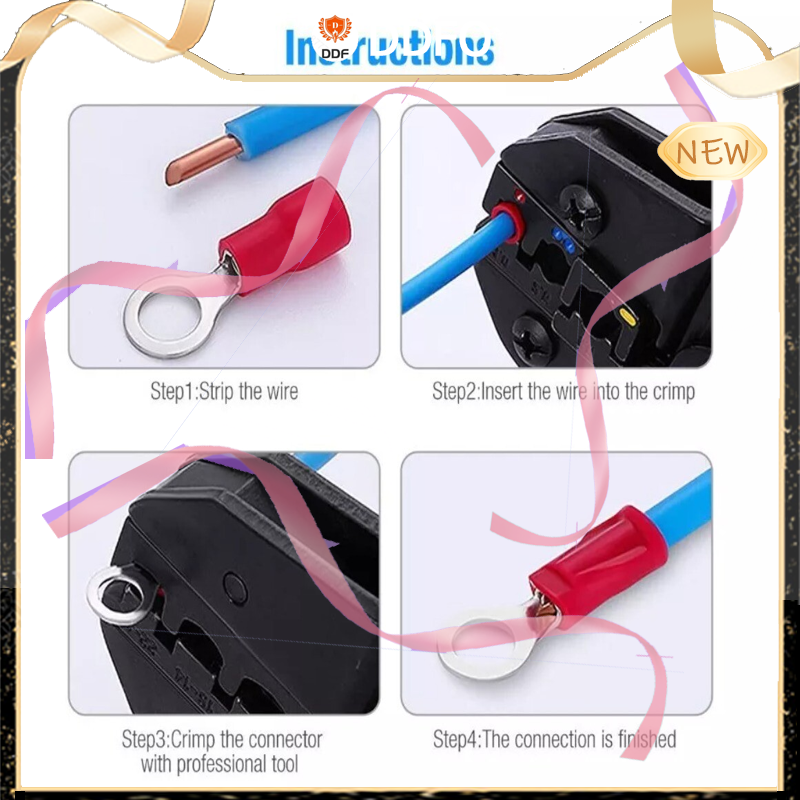 DDF
Instructions
NEW
Step1:Strip the wire
Step2:Insert the wire into the crimp
Step3:Crimp the connector
with professional tool
Step4:The connection is finished